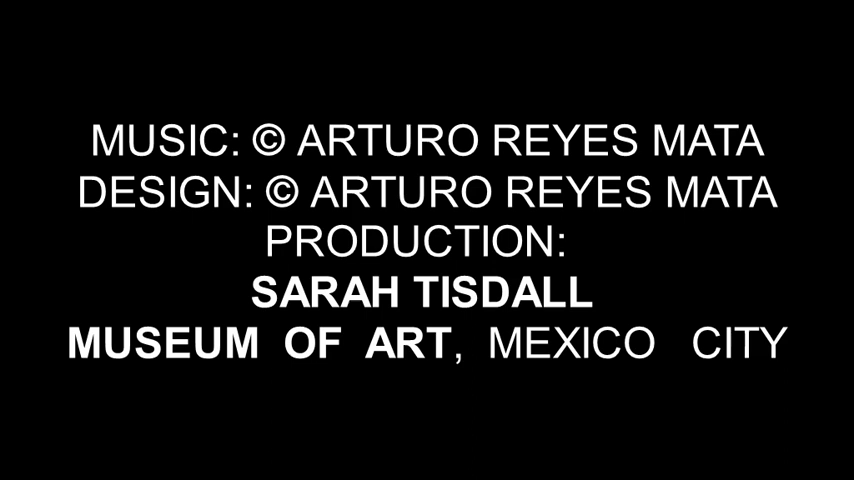 MUSIC: © ARTURO REYES MATA
DESIGN: © ARTURO REYES MATA
PRODUCTION:
SARAH TISDALL
MUSEUM OF ART, MEXICO CITY